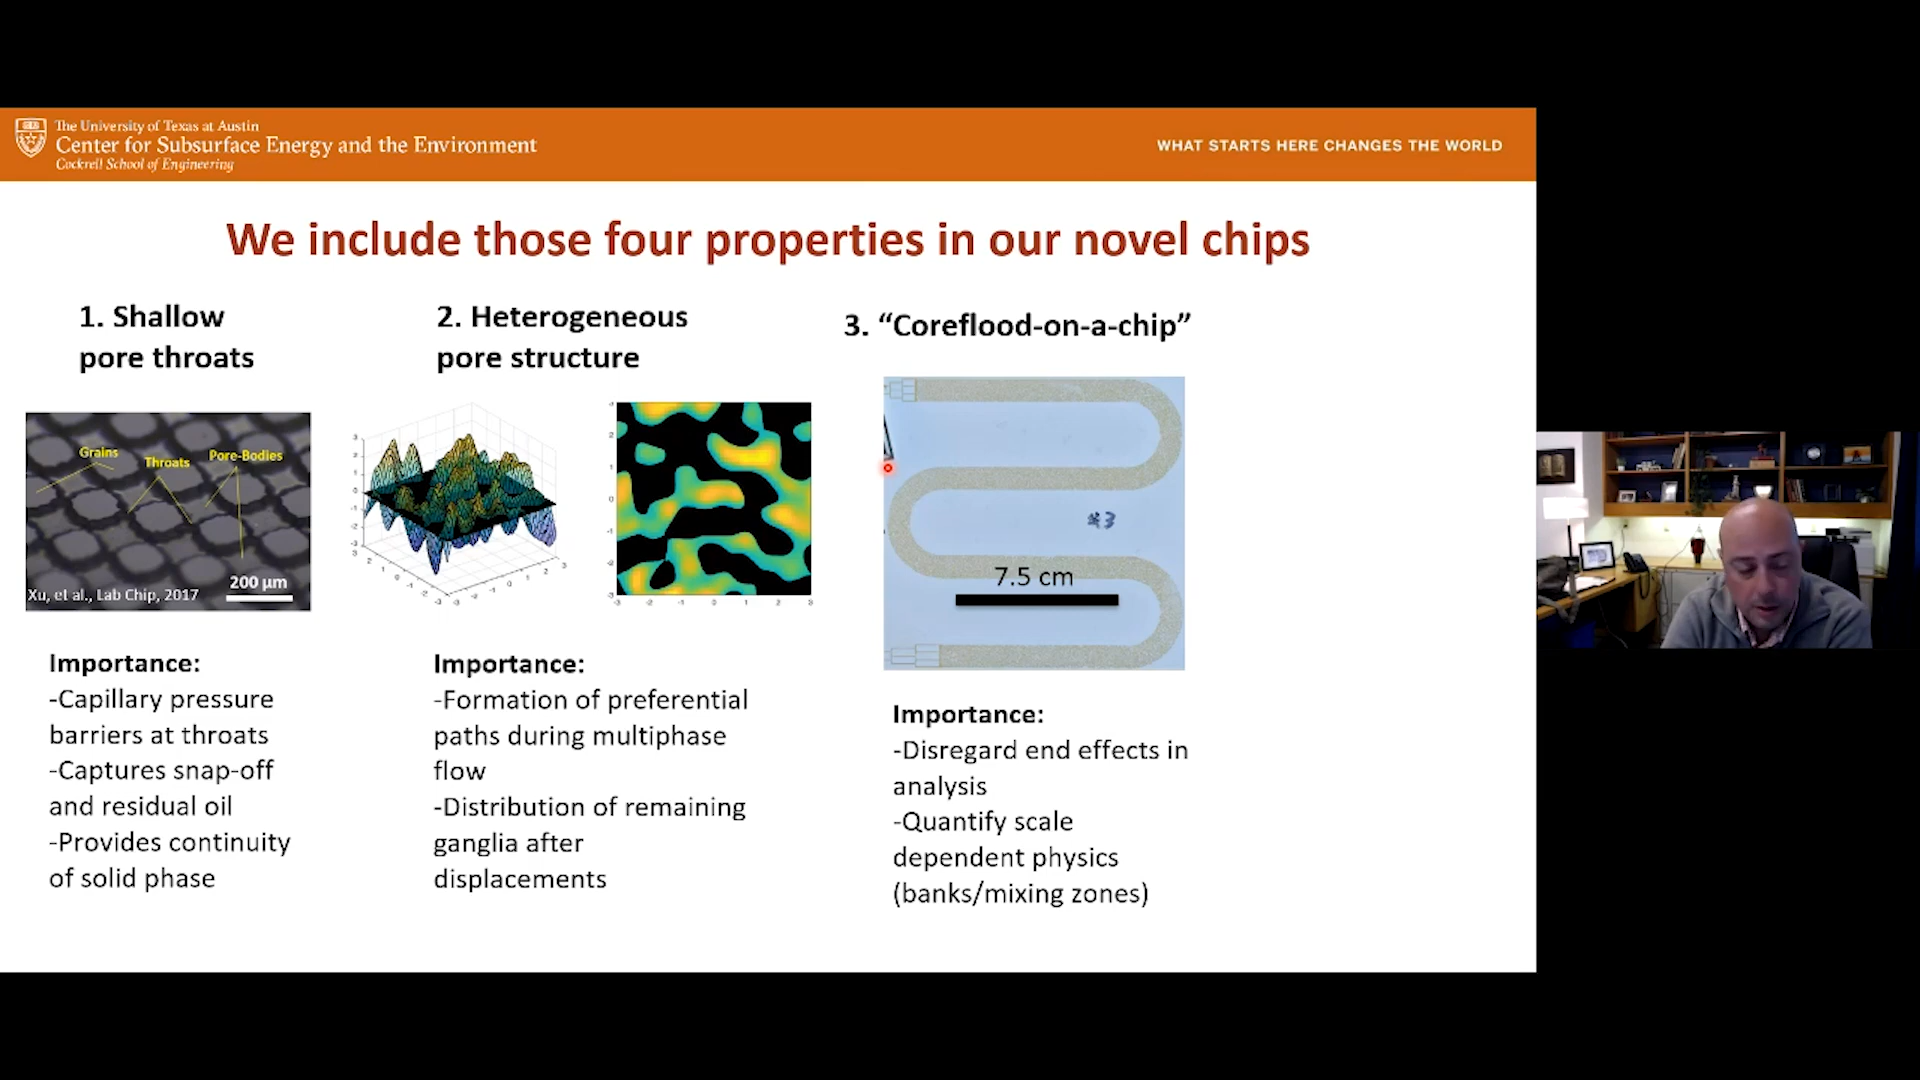 The University of Texas at Austin
Center for Subsurface Energy and the Environment
Cockrell School of Engineering
WHAT STARTS HERE CHANGES THE WORLD
We include those four properties in our novel chips
1. Shallow
pore throats
Grains
Throats
Pore-Bodies
200 µm
Xu, et al., Lab Chip, 2017
Importance:
-Capillary pressure
barriers at throats
-Captures snap-off
and residual oil
-Provides continuity
of solid phase
2. Heterogeneous
pore structure
Importance:
-Formation of preferential
paths during multiphase
flow
-Distribution of remaining
ganglia after
displacements
3. “Coreflood-on-a-chip”
7.5 cm
Importance:
-Disregard end effects in
analysis
-Quantify scale
dependent physics
(banks/mixing zones)